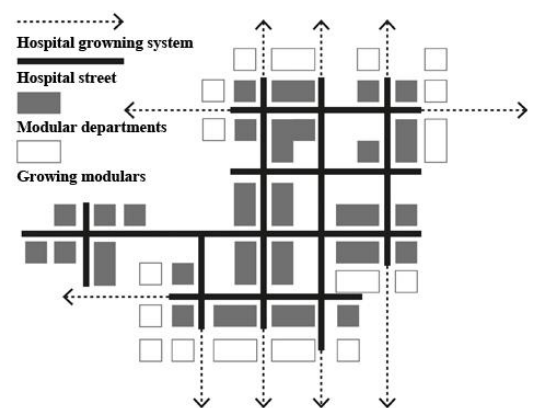 Hospital growning system
Hospital street
Modular departments
Growing modulars